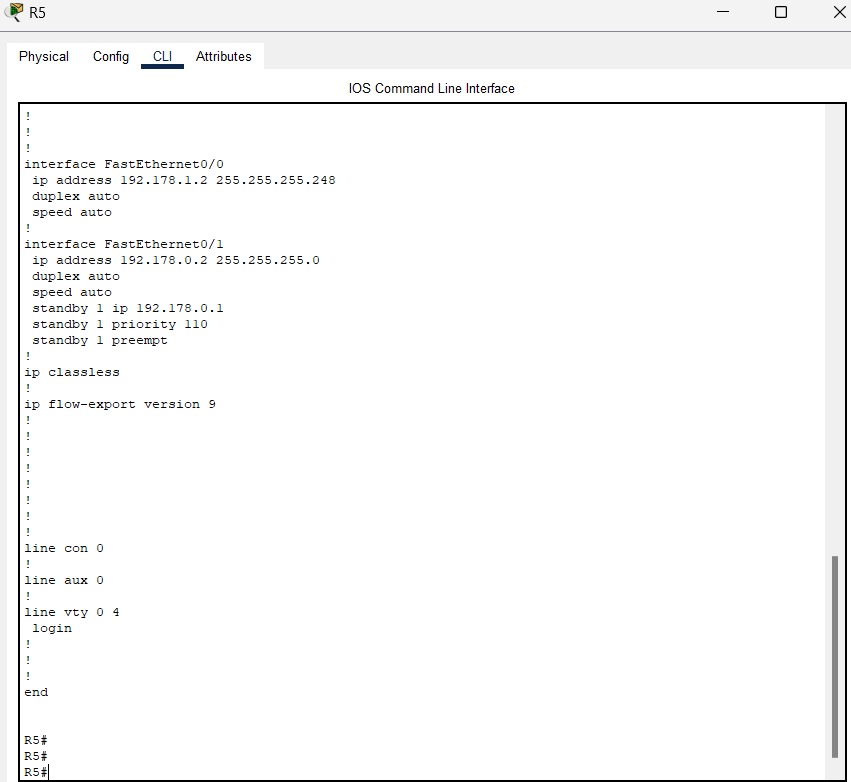 R5
Physical Config CLI Attributes
IOS Command Line Interface
!
!
!
interface FastEthernet0/0
 ip address 192.178.1.2 255.255.255.248
 duplex auto
 speed auto
!
interface FastEthernet0/1
 ip address 192.178.0.2 255.255.255.0
 duplex auto
 speed auto
 standby 1 ip 192.178.0.1
 standby 1 priority 110
 standby 1 preempt
!
ip classless
!
ip flow-export version 9
!
!
!
!
!
!
!
!
line con 0
!
line aux 0
!
line vty 0 4
 login
!
!
!
end
R5#
R5#
R5#